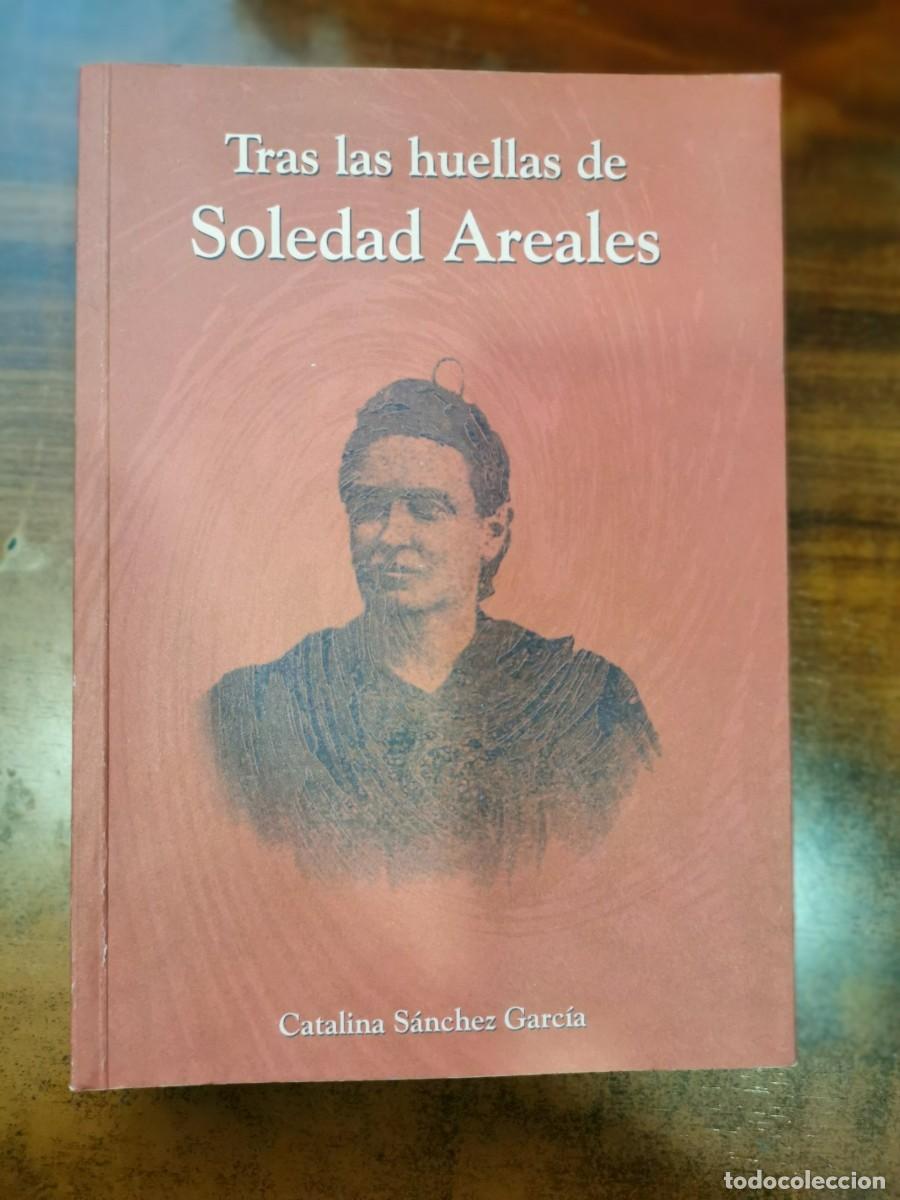 Tras las huellas de
Soledad Areales
Catalina Sánchez García
todocoleccion